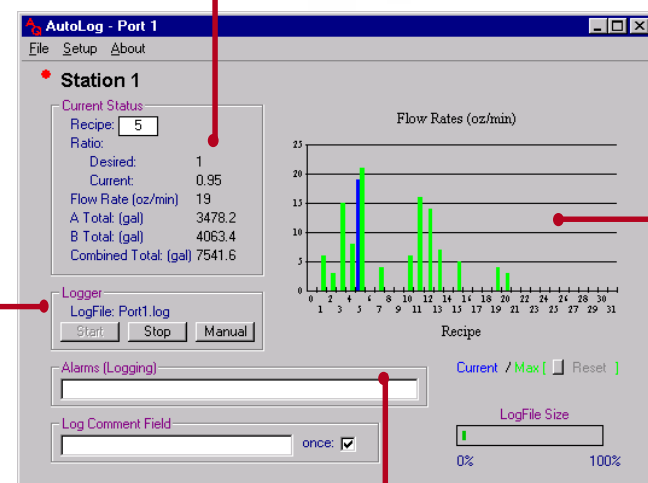 AQ AutoLog - Port 1
File Setup About
Station 1
Current Status
Recipe: 5
Ratio:
Desired: 1
Current: 0.95
Flow Rate (oz/min) 19
A Total: (gal) 3478.2
B Total: (gal) 4063.4
Combined Total: (gal) 7541.6
Logger
LogFile: Port1.log
Start Stop Manual
Alarms (Logging)
Log Comment Field
once:
Flow Rates (oz/min)
25
20
15
10
5
0 2 4 6 8 10 12 14 16 18 20 22 24 26 28 30
1 3 5 7 9 11 13 15 17 19 21 23 25 27 29 31
Recipe
Current / Max [ Reset ]
LogFile Size
0% 100%